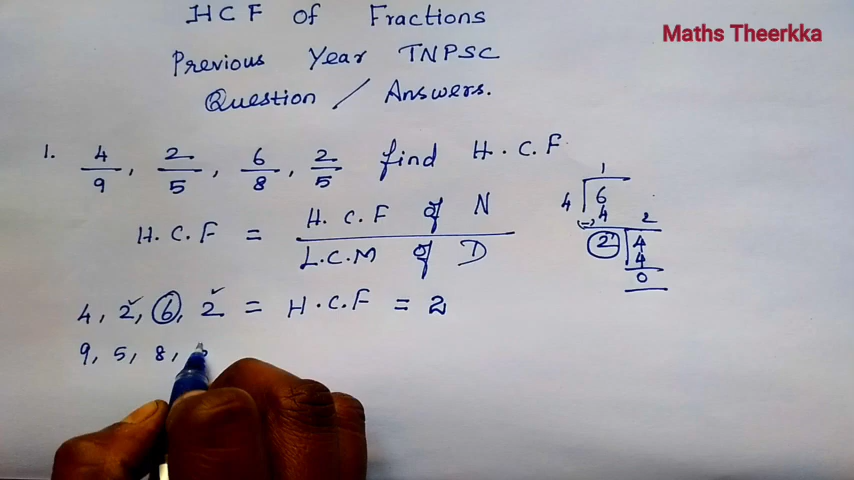 HCF of Fractions
Maths Theerkka
Previous Year TNPSC
Question / Answers.
1. 4/9, 2/5, 6/8, 2/5 find H.C.F
H.C.F = H.C.F of N / L.C.M of D
1
4 6
(-) 4 2
2 4
4
0
4, 2, 6, 2 = H.C.F = 2
9, 5, 8,